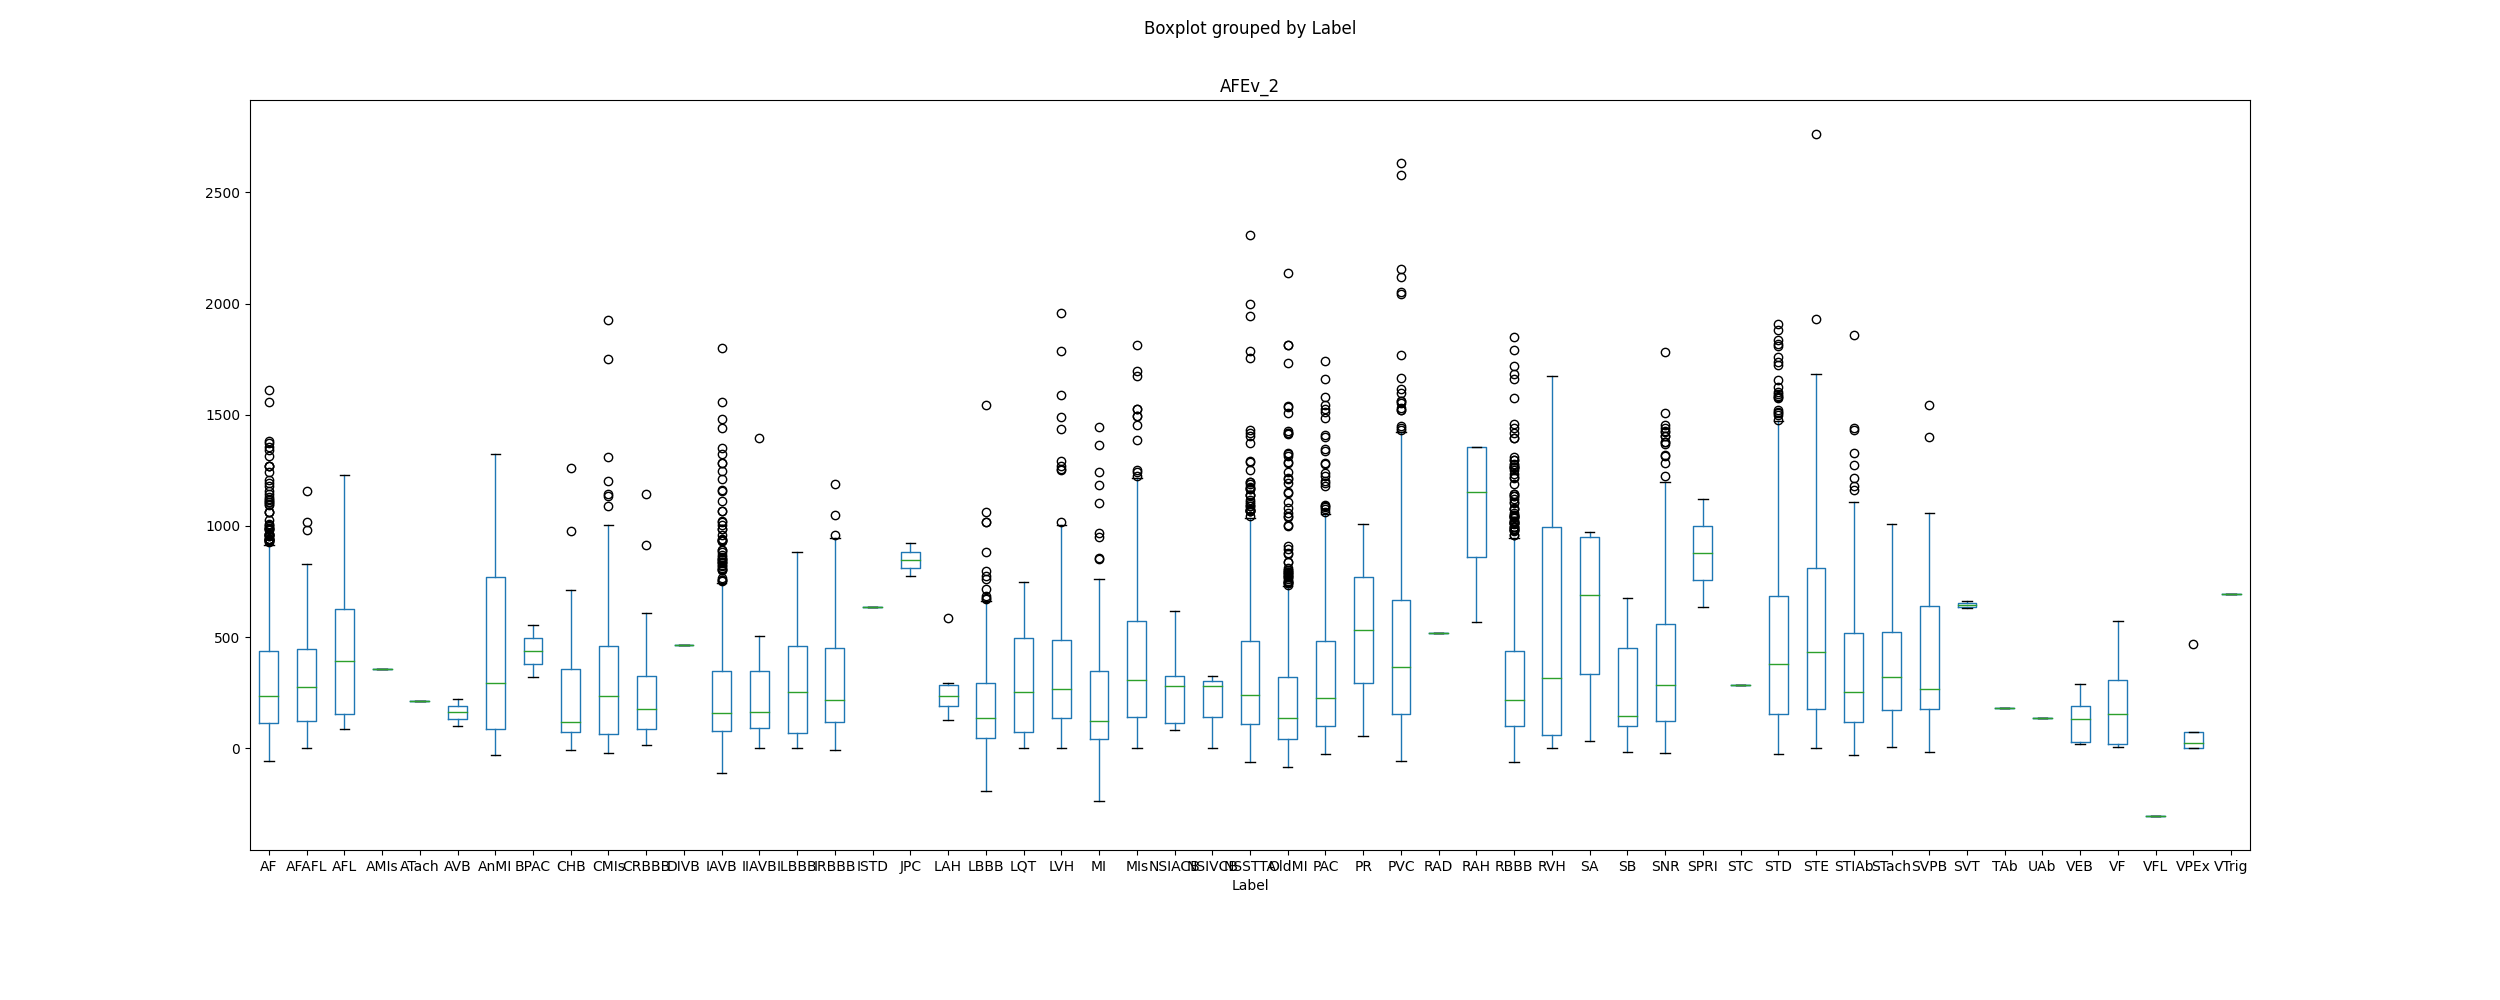 Boxplot grouped by Label
AFEv_2
2500
2000
1500
1000
500
0
AF AFAFL AFL AMIs ATach AVB AnMI BPAC CHB CMIs CRBBB DIVB IAVB IIAVB ILBBB IRBBB ISTD JPC LAH LBBB LQT LVH MI MIs NSIACB NSIVCB NSSTTA OldMI PAC PR PVC RAD RAH RBBB RVH SA SB SNR SPRI STC STD STE STIAb STach SVPB SVT TAb UAb VEB VF VFL VPEx VTrig
Label